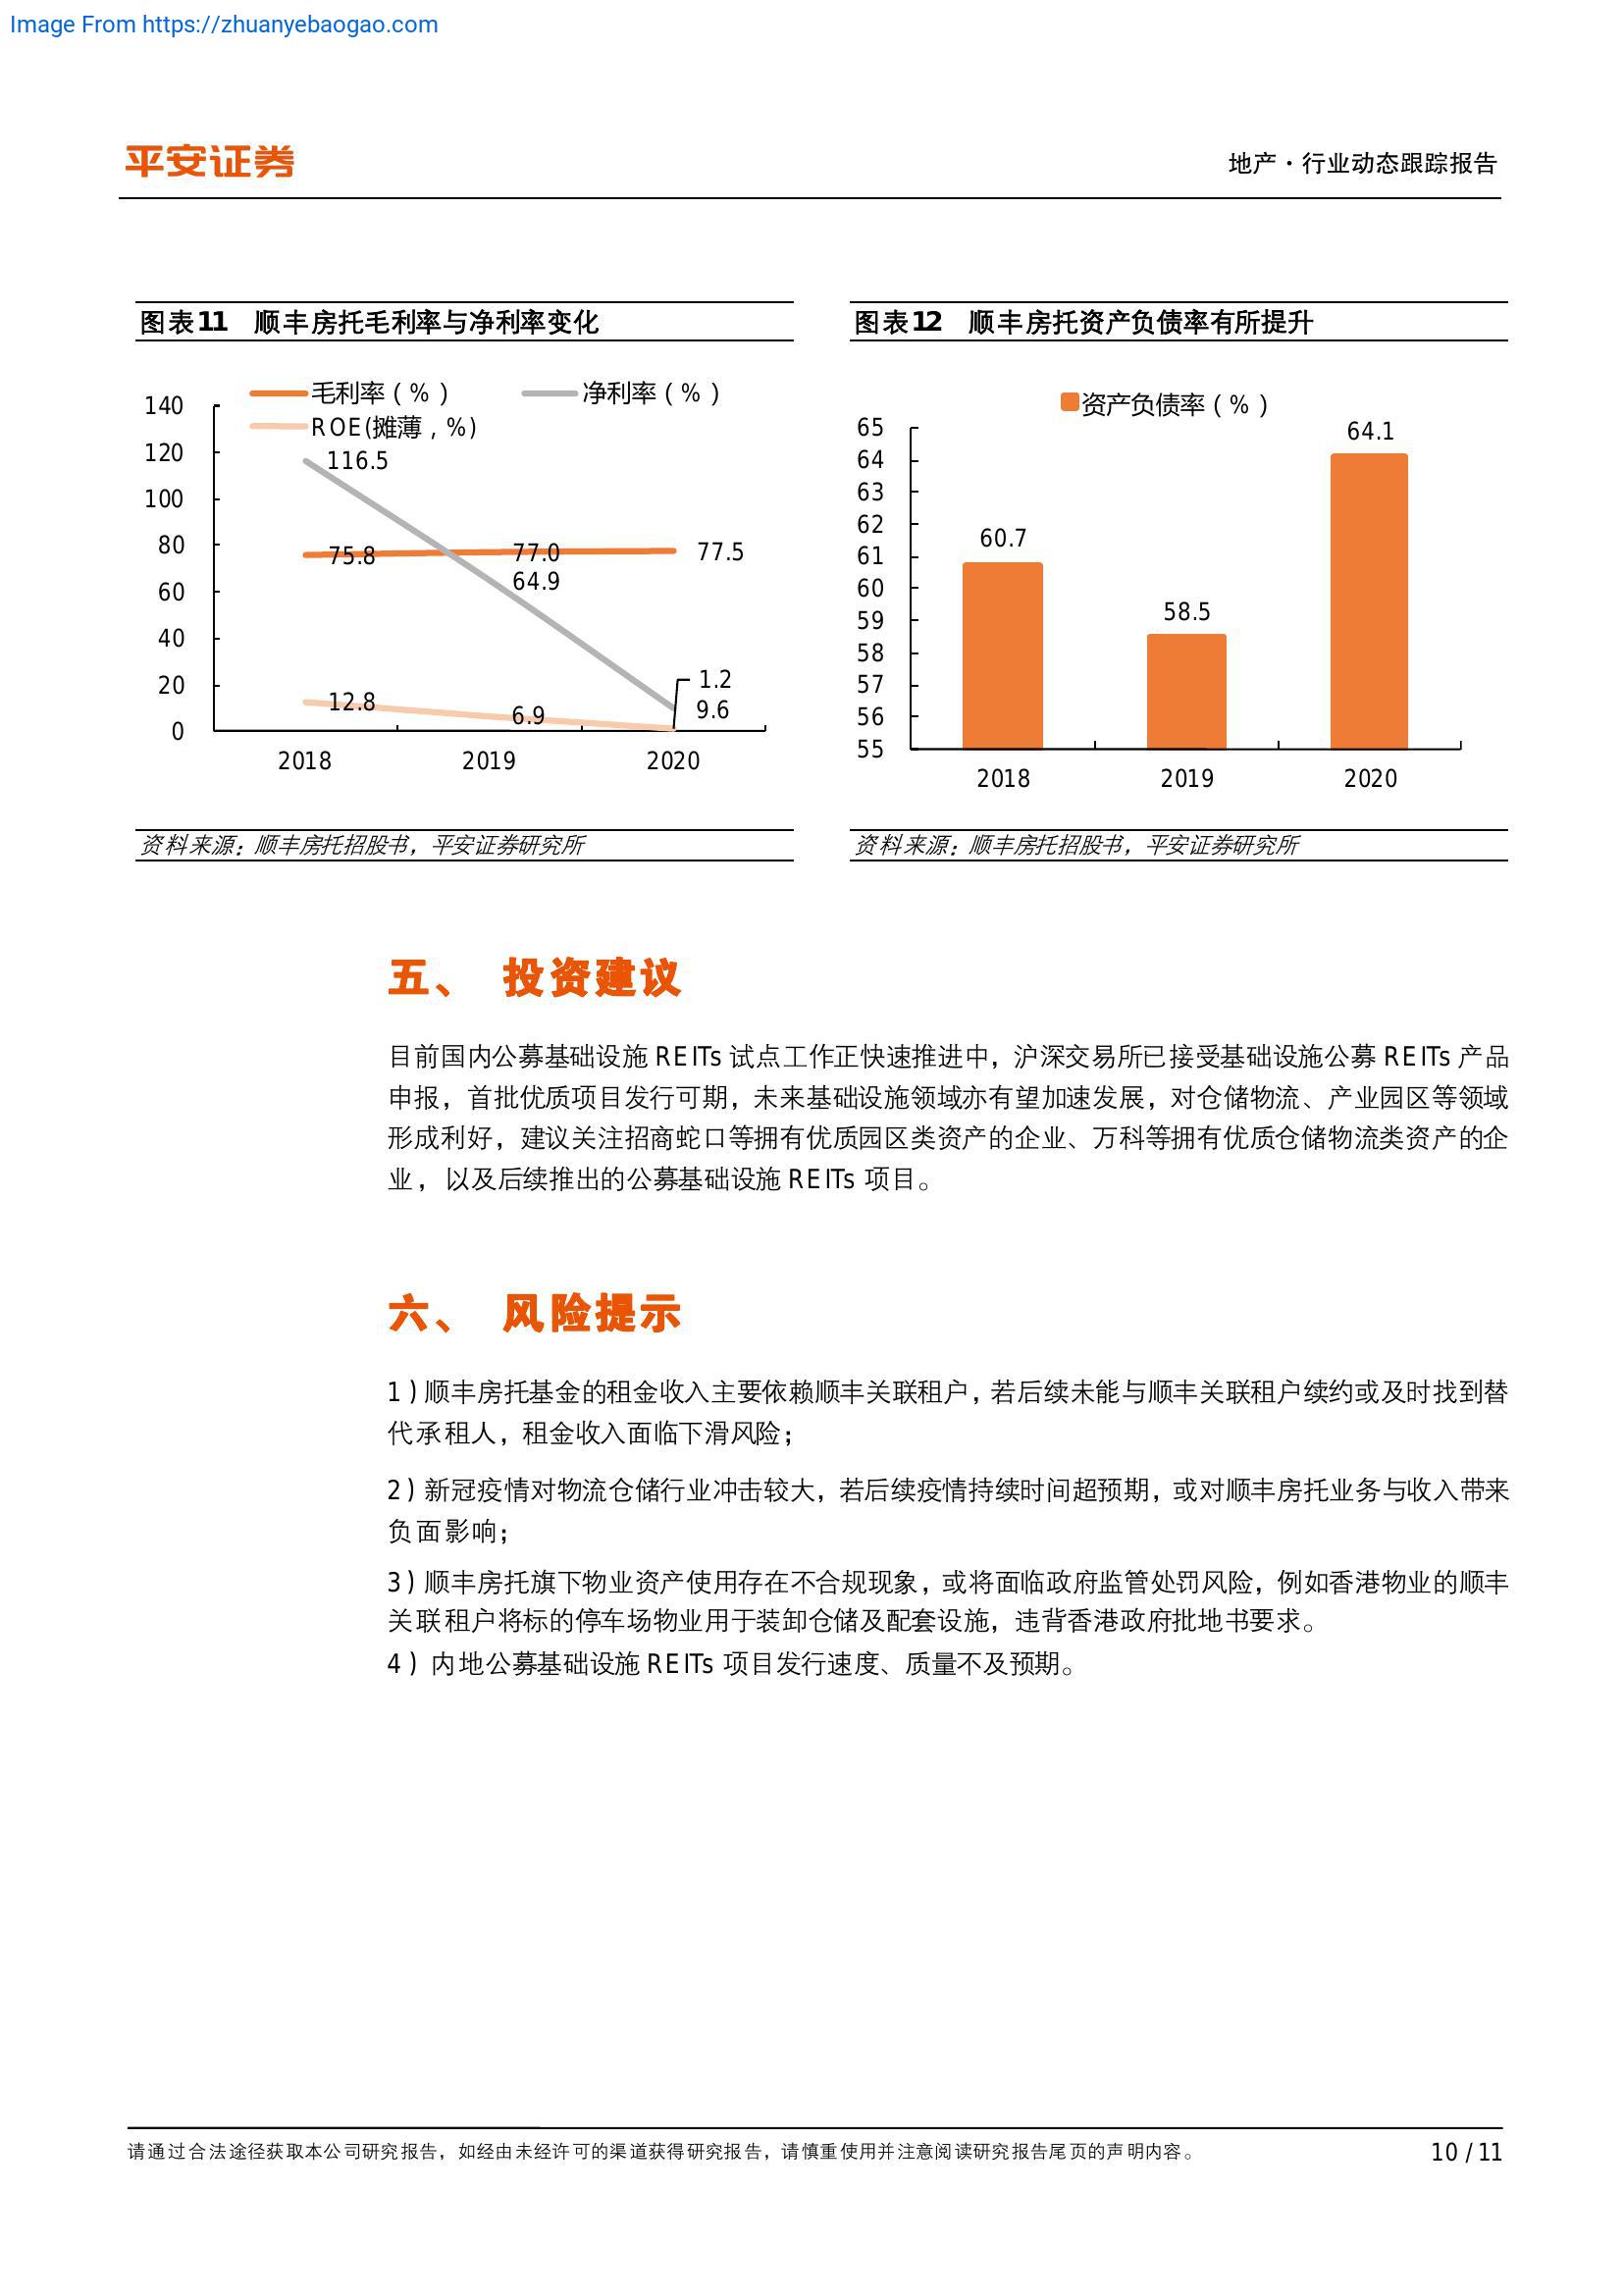 Image From https://zhuanyebaogao.com
平安证券
地产·行业动态跟踪报告
图表11 顺丰房托毛利率与净利率变化
毛利率（%） 净利率（%）
ROE(摊薄，%)
140
120
100
80
60
40
20
0
116.5
75.8
77.0
77.5
64.9
12.8
6.9
1.2
9.6
2018 2019 2020
资料来源：顺丰房托招股书，平安证券研究所
图表12 顺丰房托资产负债率有所提升
资产负债率（%）
65
64
63
62
61
60
59
58
57
56
55
60.7
58.5
64.1
2018 2019 2020
资料来源：顺丰房托招股书，平安证券研究所
五、 投资建议
目前国内公募基础设施 REITs 试点工作正快速推进中，沪深交易所已接受基础设施公募 REITs 产品
申报，首批优质项目发行可期，未来基础设施领域亦有望加速发展，对仓储物流、产业园区等领域
形成利好，建议关注招商蛇口等拥有优质园区类资产的企业、万科等拥有优质仓储物流类资产的企
业，以及后续推出的公募基础设施 REITs 项目。
六、 风险提示
1）顺丰房托基金的租金收入主要依赖顺丰关联租户，若后续未能与顺丰关联租户续约或及时找到替
代承租人，租金收入面临下滑风险；
2）新冠疫情对物流仓储行业冲击较大，若后续疫情持续时间超预期，或对顺丰房托业务与收入带来
负面影响；
3）顺丰房托旗下物业资产使用存在不合规现象，或将面临政府监管处罚风险，例如香港物业的顺丰
关联租户将标的停车场物业用于装卸仓储及配套设施，违背香港政府批地书要求。
4）内地公募基础设施 REITs 项目发行速度、质量不及预期。
请通过合法途径获取本公司研究报告，如经由未经许可的渠道获得研究报告，请慎重使用并注意阅读研究报告尾页的声明内容。
10 / 11